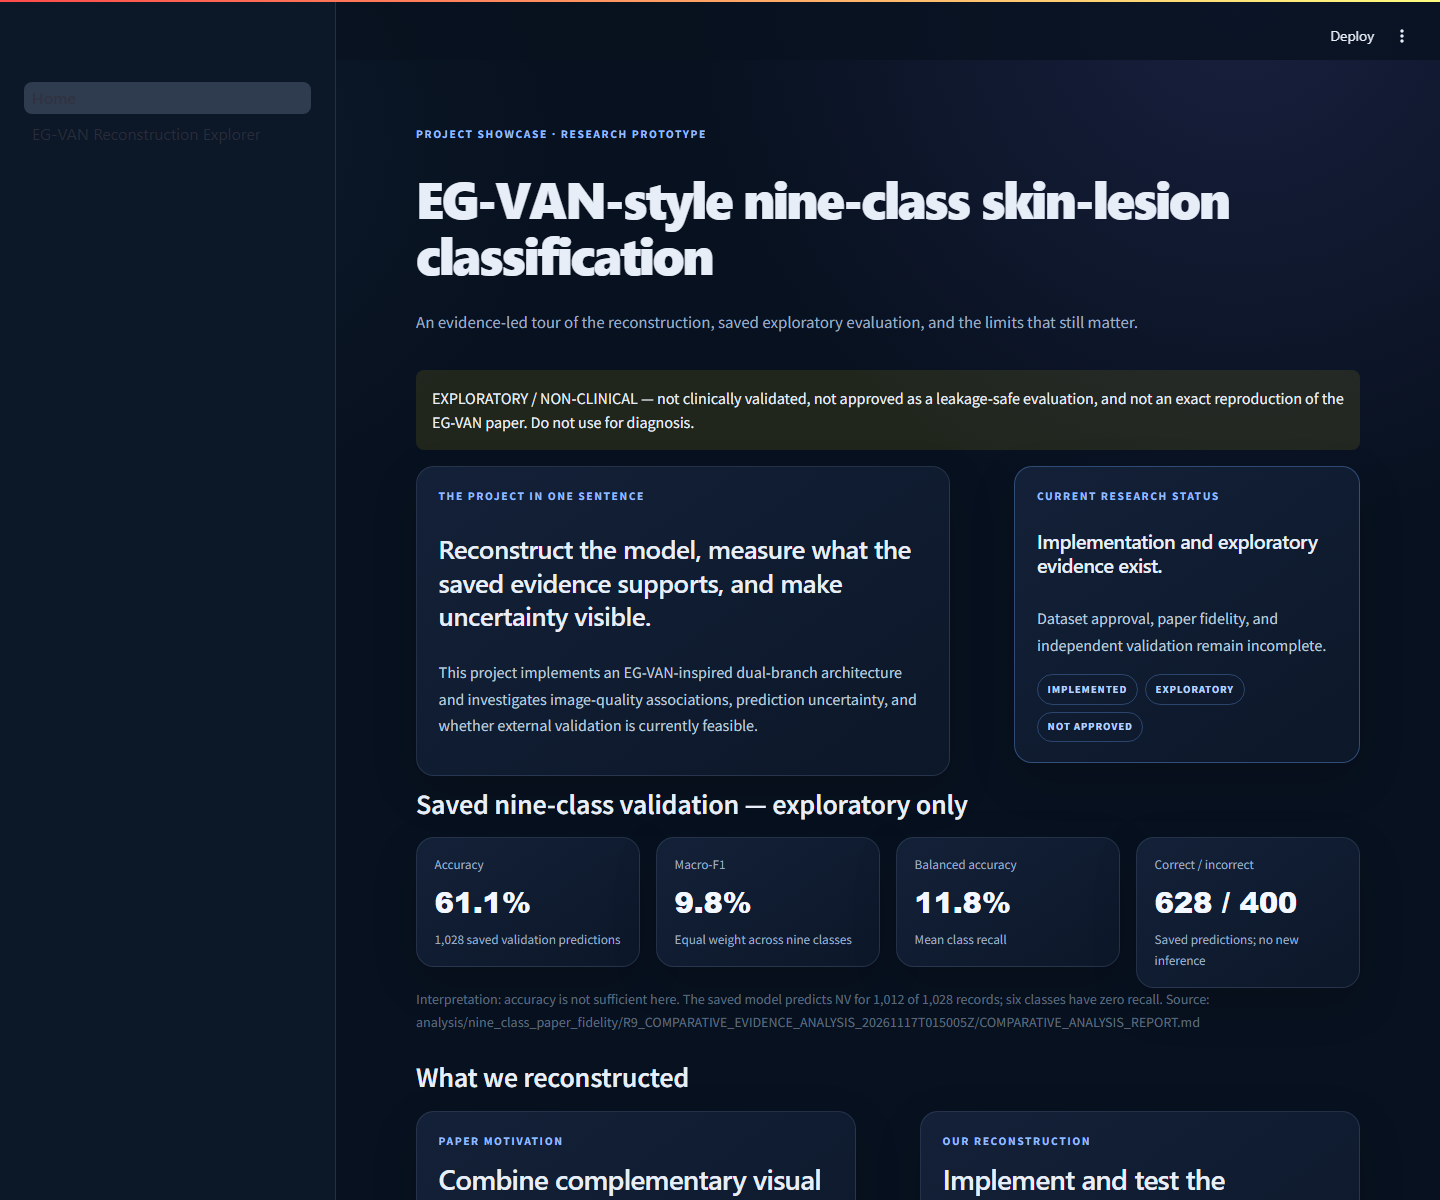 Deploy
Home
EG-VAN Reconstruction Explorer
PROJECT SHOWCASE · RESEARCH PROTOTYPE
EG-VAN-style nine-class skin-lesion
classification
An evidence-led tour of the reconstruction, saved exploratory evaluation, and the limits that still matter.
EXPLORATORY / NON-CLINICAL — not clinically validated, not approved as a leakage-safe evaluation, and not an exact reproduction of the
EG-VAN paper. Do not use for diagnosis.
THE PROJECT IN ONE SENTENCE
Reconstruct the model, measure what the
saved evidence supports, and make
uncertainty visible.
This project implements an EG-VAN-inspired dual-branch architecture
and investigates image-quality associations, prediction uncertainty, and
whether external validation is currently feasible.
CURRENT RESEARCH STATUS
Implementation and exploratory
evidence exist.
Dataset approval, paper fidelity, and
independent validation remain incomplete.
IMPLEMENTED
EXPLORATORY
NOT APPROVED
Saved nine-class validation — exploratory only
Accuracy
61.1%
1,028 saved validation predictions
Macro-F1
9.8%
Equal weight across nine classes
Balanced accuracy
11.8%
Mean class recall
Correct / incorrect
628 / 400
Saved predictions; no new
inference
Interpretation: accuracy is not sufficient here. The saved model predicts NV for 1,012 of 1,028 records; six classes have zero recall. Source:
analysis/nine_class_paper_fidelity/R9_COMPARATIVE_EVIDENCE_ANALYSIS_20261117T015005Z/COMPARATIVE_ANALYSIS_REPORT.md
What we reconstructed
PAPER MOTIVATION
Combine complementary visual
OUR RECONSTRUCTION
Implement and test the